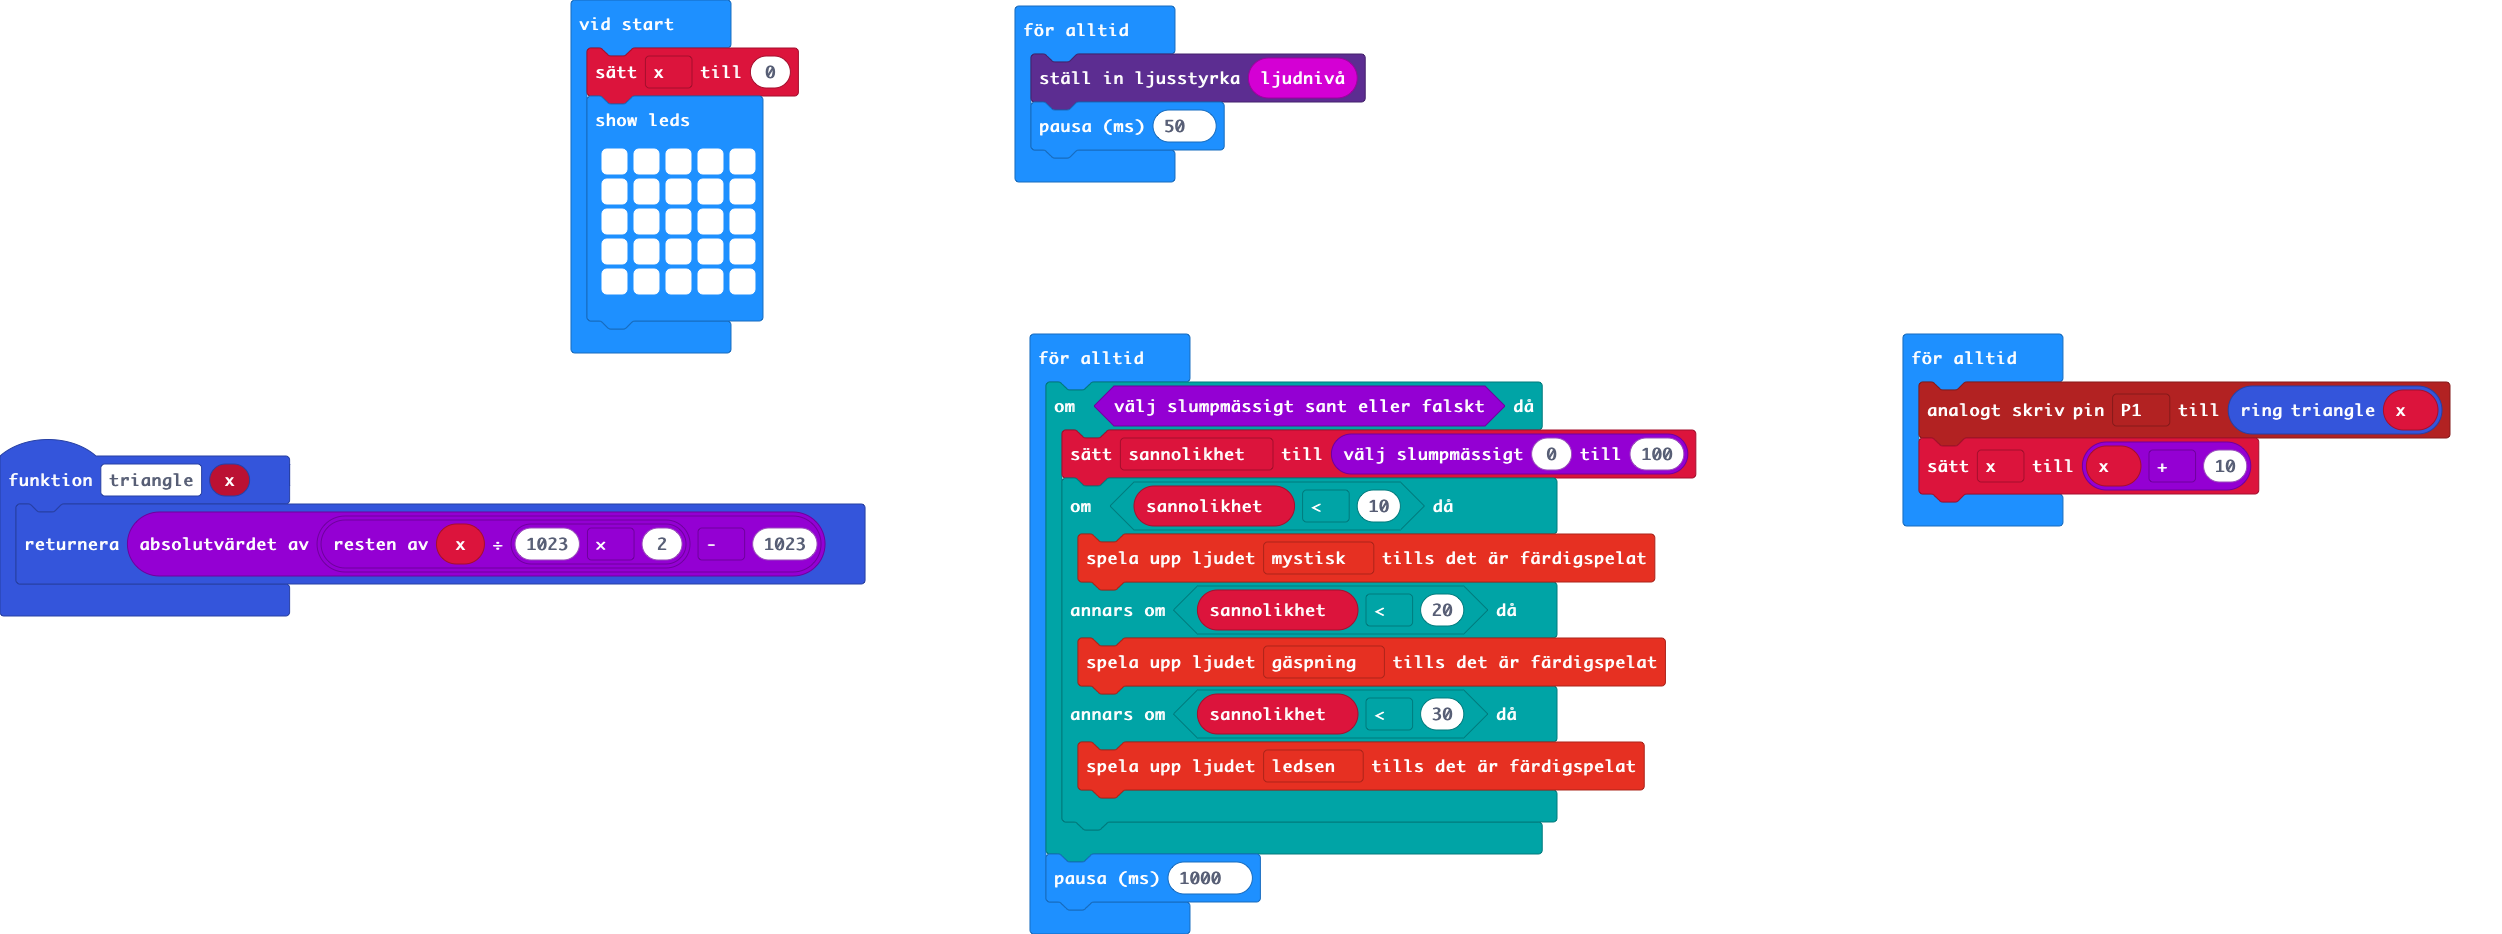 vid start
sätt x till 0
show leds
för alltid
ställ in ljusstyrka ljudnivå
pausa (ms) 50
funktion triangle x
returnera absolutvärdet av resten av x ÷ 1023 × 2 - 1023
för alltid
om välj slumpmässigt sant eller falskt då
sätt sannolikhet till välj slumpmässigt 0 till 100
om sannolikhet < 10 då
spela upp ljudet mystisk tills det är färdigspelat
annars om sannolikhet < 20 då
spela upp ljudet gäspning tills det är färdigspelat
annars om sannolikhet < 30 då
spela upp ljudet ledsen tills det är färdigspelat
pausa (ms) 1000
för alltid
analogt skriv pin P1 till ring triangle x
sätt x till x + 10